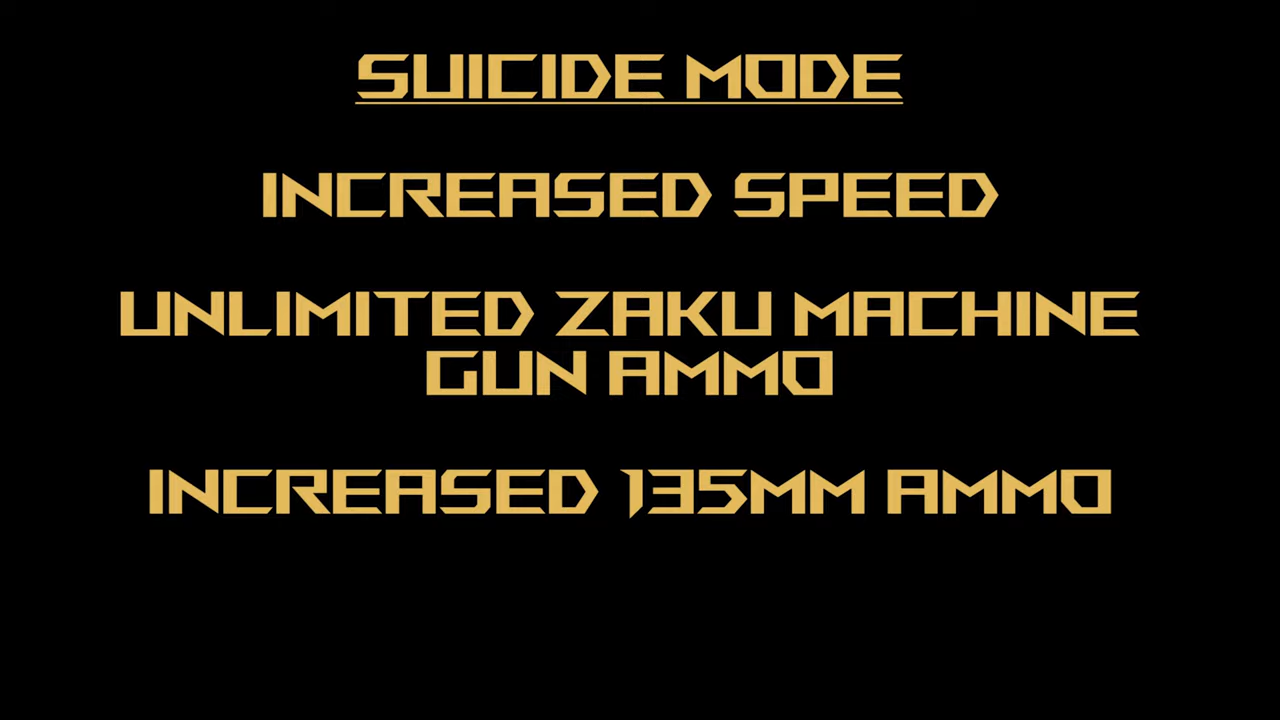 SUICIDE MODE
INCREASED SPEED
UNLIMITED ZAKU MACHINE
GUN AMMO
INCREASED 135MM AMMO